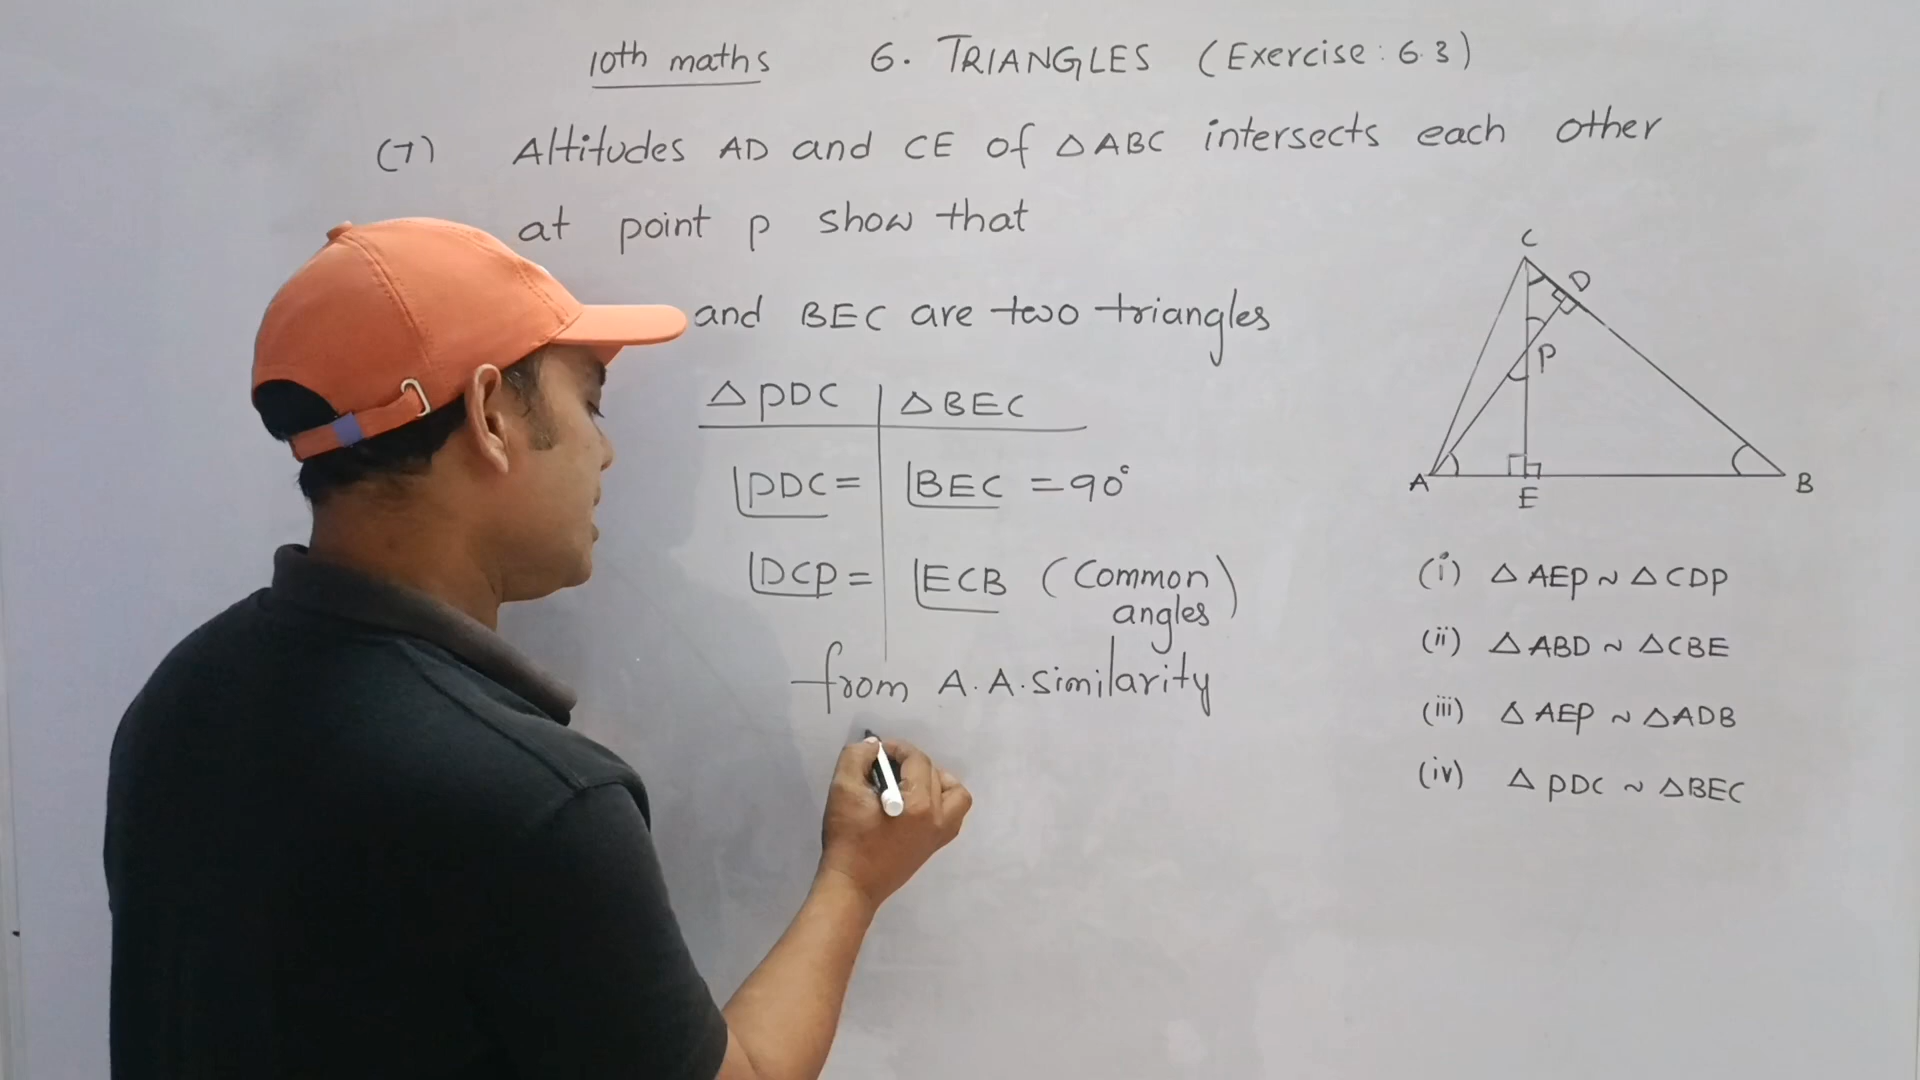 10th maths 6. TRIANGLES (Exercise: 6.3)
(7) Altitudes AD and CE of △ABC intersects each other
at point p show that
and BEC are two triangles
△PDC | △BEC
∠PDC = | ∠BEC = 90°
∠DCP = | ∠ECB (Common
angles)
from A.A. similarity
C
D
P
A
E
B
(i) △AEP ~ △CDP
(ii) △ABD ~ △CBE
(iii) △AEP ~ △ADB
(iv) △PDC ~ △BEC